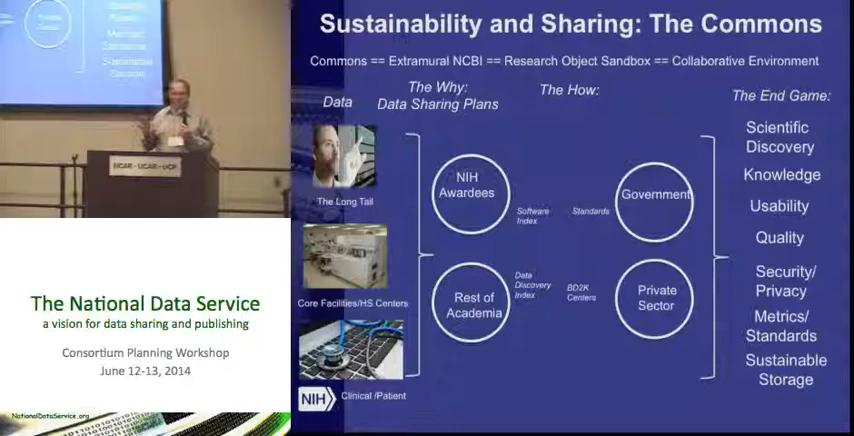 Sustainability and Sharing: The Commons
Commons == Extramural NCBI == Research Object Sandbox == Collaborative Environment
Data
The Why:
Data Sharing Plans
The How:
The End Game:
The Long Tail
Core Facilities/HS Centers
NIH
Clinical /Patient
NIH
Awardees
Rest of
Academia
Software
Index
Data
Discovery
Index
Standards
BD2K
Centers
Government
Private
Sector
Scientific
Discovery
Knowledge
Usability
Quality
Security/
Privacy
Metrics/
Standards
Sustainable
Storage
NCAR - UCAR - UCP
The National Data Service
a vision for data sharing and publishing
Consortium Planning Workshop
June 12-13, 2014
NationalDataService.org